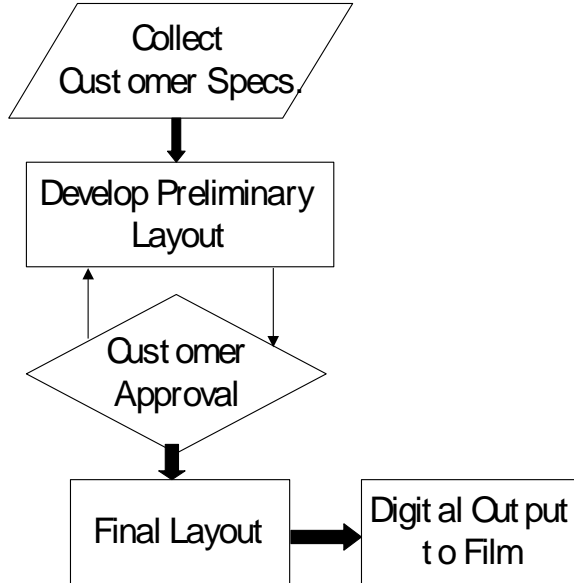 Collect
Customer Specs.
Develop Preliminary
Layout
Customer
Approval
Final Layout
Digital Output
to Film